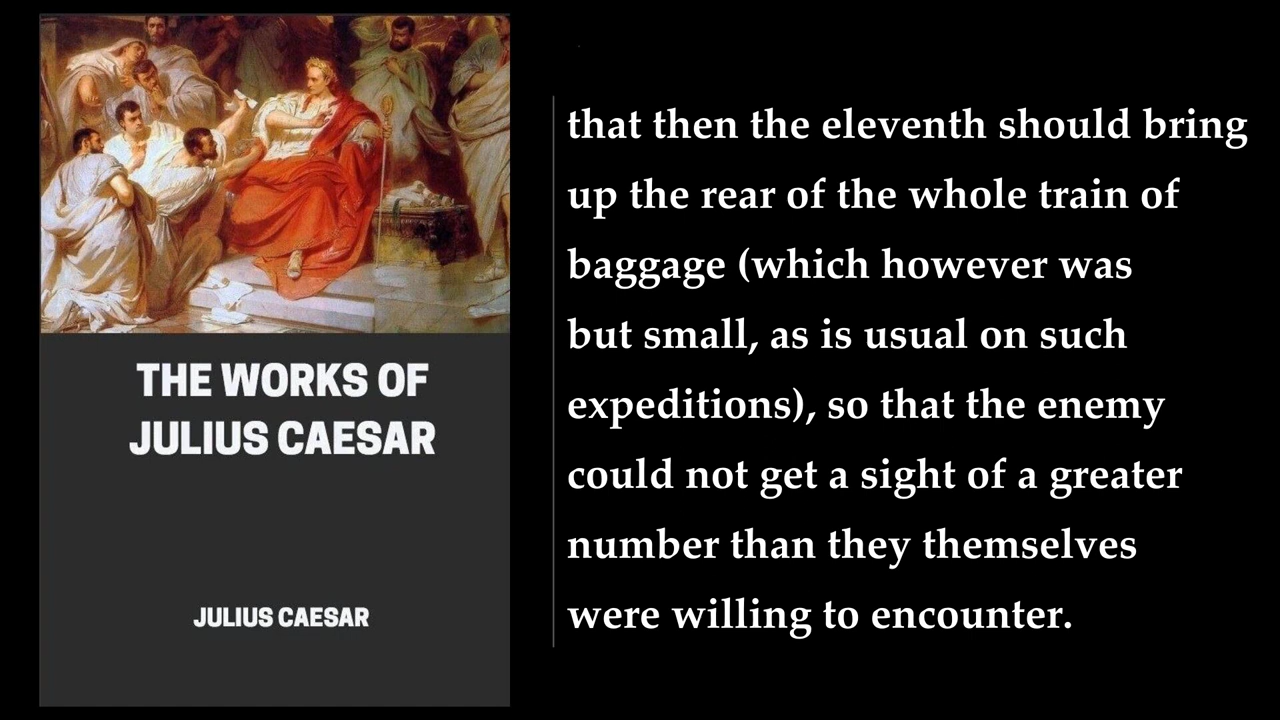 THE WORKS OF
JULIUS CAESAR
JULIUS CAESAR
that then the eleventh should bring
up the rear of the whole train of
baggage (which however was
but small, as is usual on such
expeditions), so that the enemy
could not get a sight of a greater
number than they themselves
were willing to encounter.